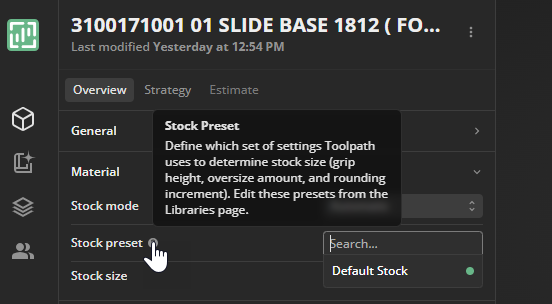 3100171001 01 SLIDE BASE 1812 ( FO...
Last modified Yesterday at 12:54 PM
Overview
Strategy
Estimate
General
Stock Preset
Define which set of settings Toolpath
uses to determine stock size (grip
height, oversize amount, and rounding
increment). Edit these presets from the
Libraries page.
Material
Stock mode
Stock preset
Search...
Default Stock
Stock size